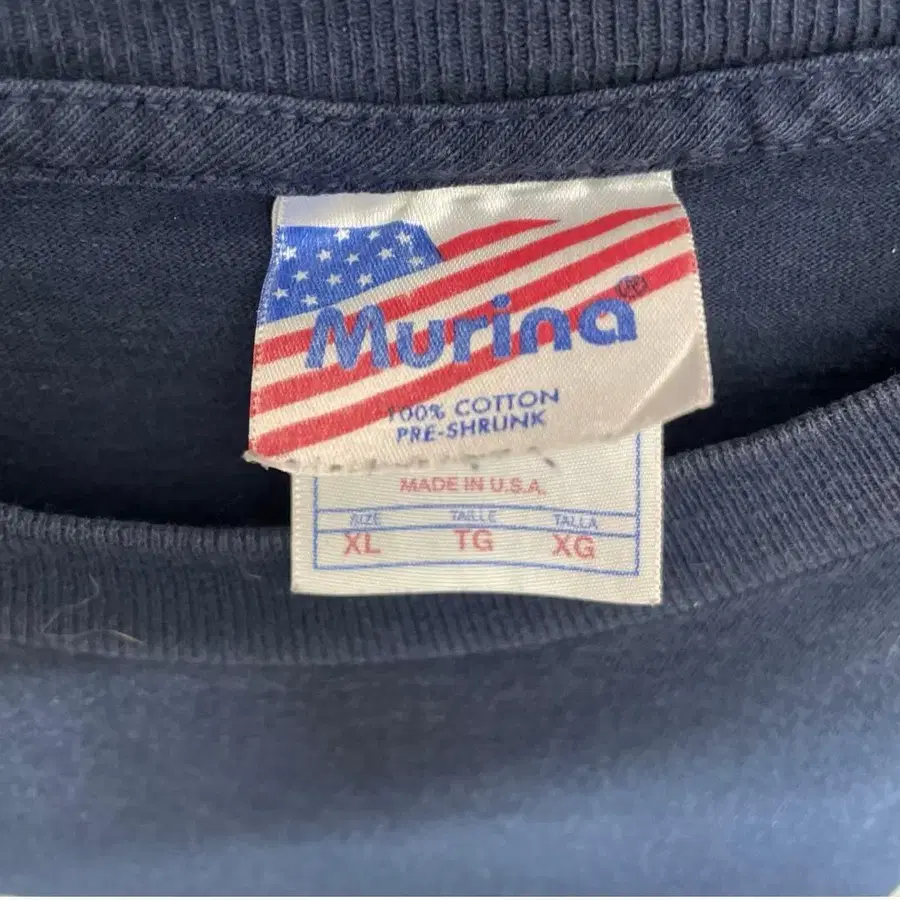 Murina®
100% COTTON
PRE-SHRUNK
MADE IN U.S.A.
SIZE TAILLE TALLA
XL TG XG